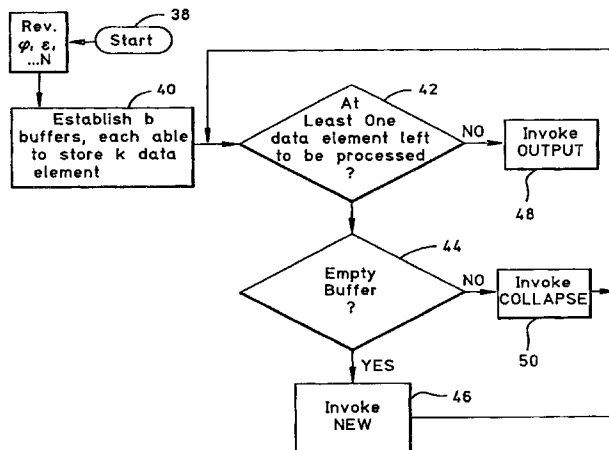 Rev.
φ, ε,
...N
Start
38
40
Establish b
buffers, each able
to store k data
element
At
Least One
data element left
to be processed
?
42
NO
Invoke
OUTPUT
48
44
Empty
Buffer
?
NO
Invoke
COLLAPSE
50
YES
46
Invoke
NEW